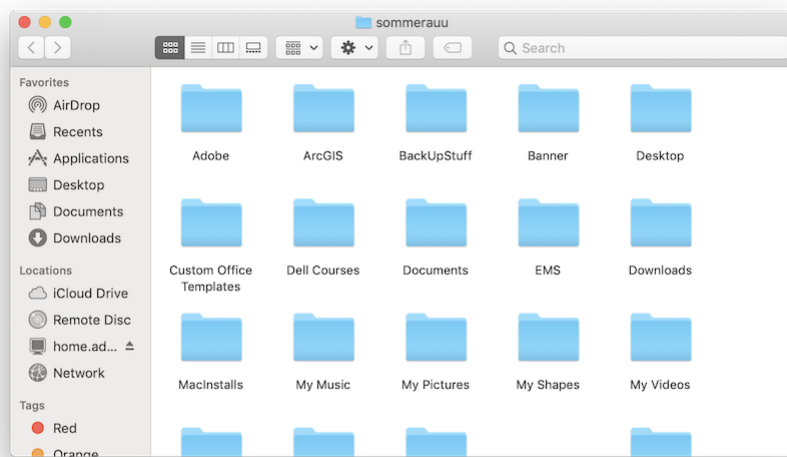 sommerauu
Search
Favorites
AirDrop
Recents
Applications
Desktop
Documents
Downloads
Locations
iCloud Drive
Remote Disc
home.ad...
Network
Tags
Red
Orange
Adobe
ArcGIS
BackUpStuff
Banner
Desktop
Custom Office
Templates
Dell Courses
Documents
EMS
Downloads
MacInstalls
My Music
My Pictures
My Shapes
My Videos